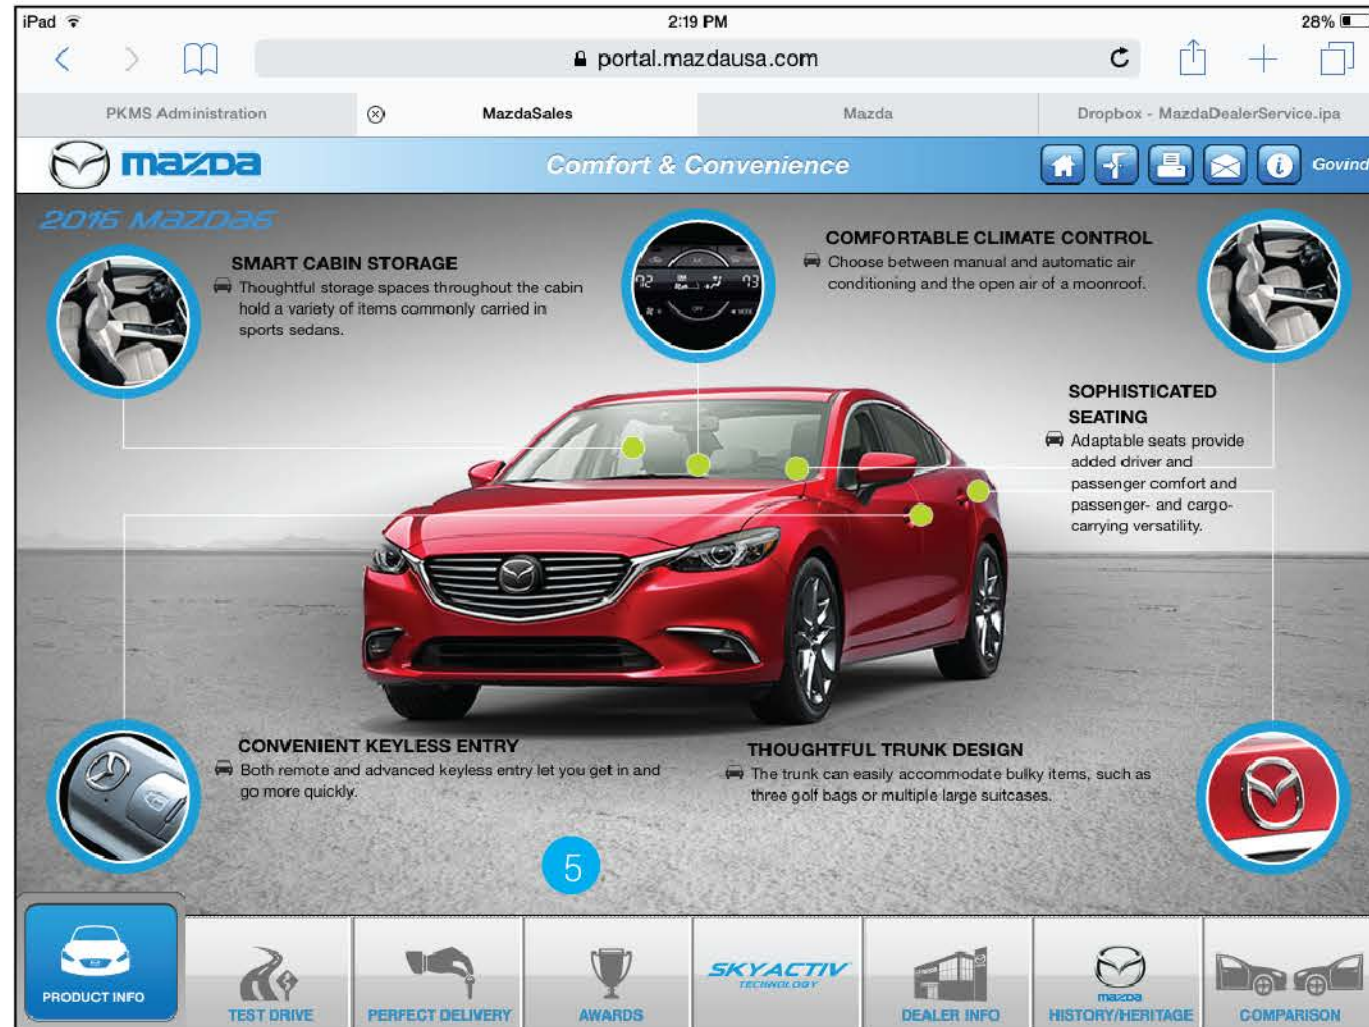 iPad 2:19 PM 28%
portal.mazdausa.com
PKMS Administration MazdaSales Mazda Dropbox - MazdaDealerService.ipa
mazda Comfort & Convenience Govind
2016 MAZDA6
SMART CABIN STORAGE
Thoughtful storage spaces throughout the cabin
hold a variety of items commonly carried in
sports sedans.
72 A/C 73
OFF MODE
COMFORTABLE CLIMATE CONTROL
Choose between manual and automatic air
conditioning and the open air of a moonroof.
SOPHISTICATED
SEATING
Adaptable seats provide
added driver and
passenger comfort and
passenger- and cargo-
carrying versatility.
CONVENIENT KEYLESS ENTRY
Both remote and advanced keyless entry let you get in and
go more quickly.
THOUGHTFUL TRUNK DESIGN
The trunk can easily accommodate bulky items, such as
three golf bags or multiple large suitcases.
5
PRODUCT INFO
TEST DRIVE
PERFECT DELIVERY
AWARDS
SKYACTIV
TECHNOLOGY
DEALER INFO
mazda
HISTORY/HERITAGE
COMPARISON